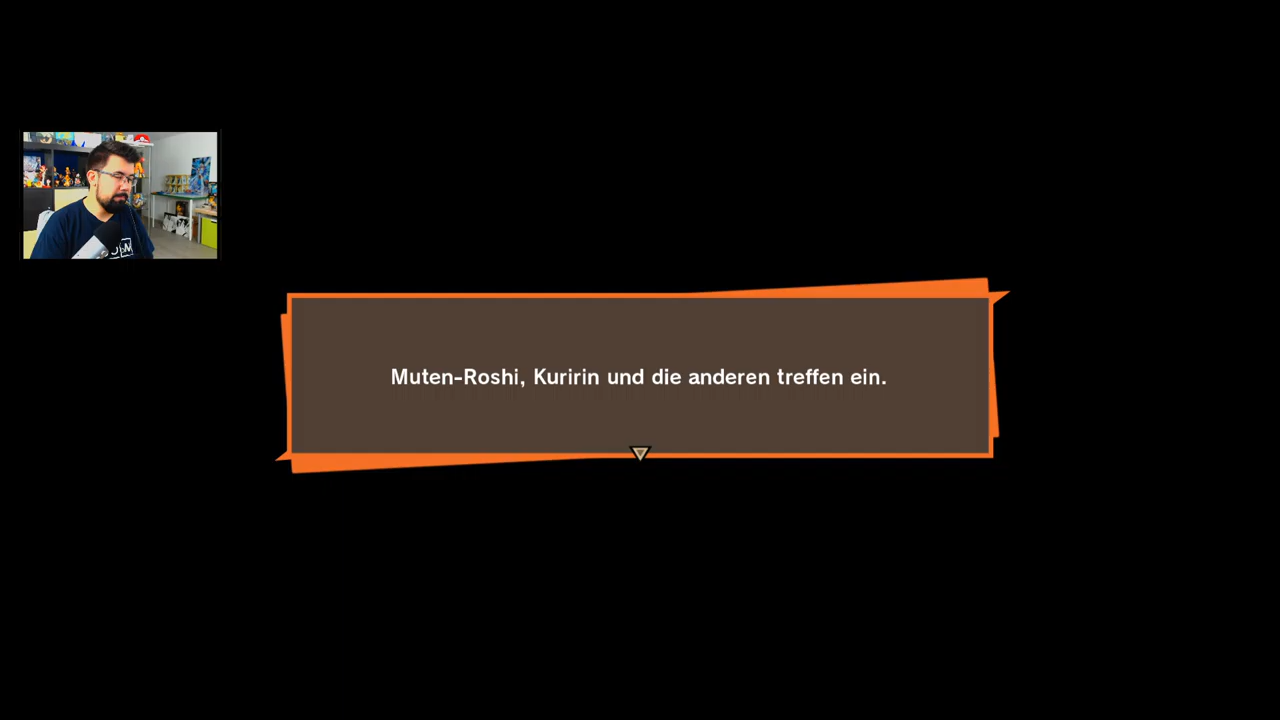 Muten-Roshi, Kuririn und die anderen treffen ein.